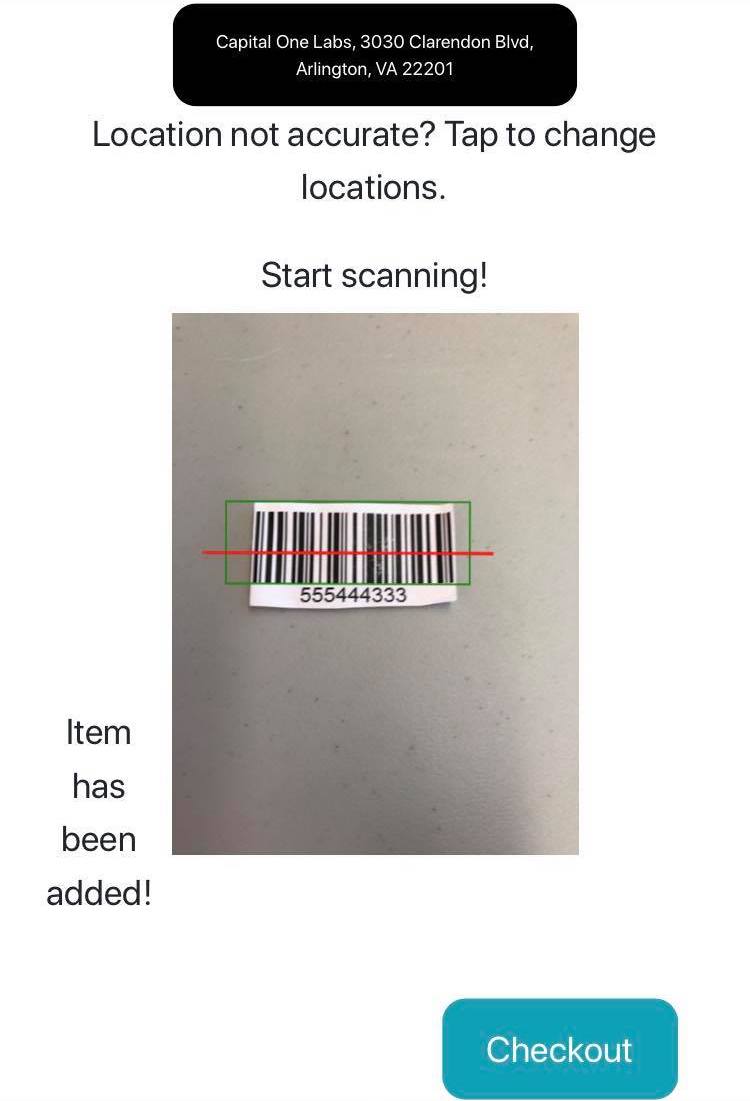 Capital One Labs, 3030 Clarendon Blvd,
Arlington, VA 22201
Location not accurate? Tap to change
locations.
Start scanning!
555444333
Item
has
been
added!
Checkout